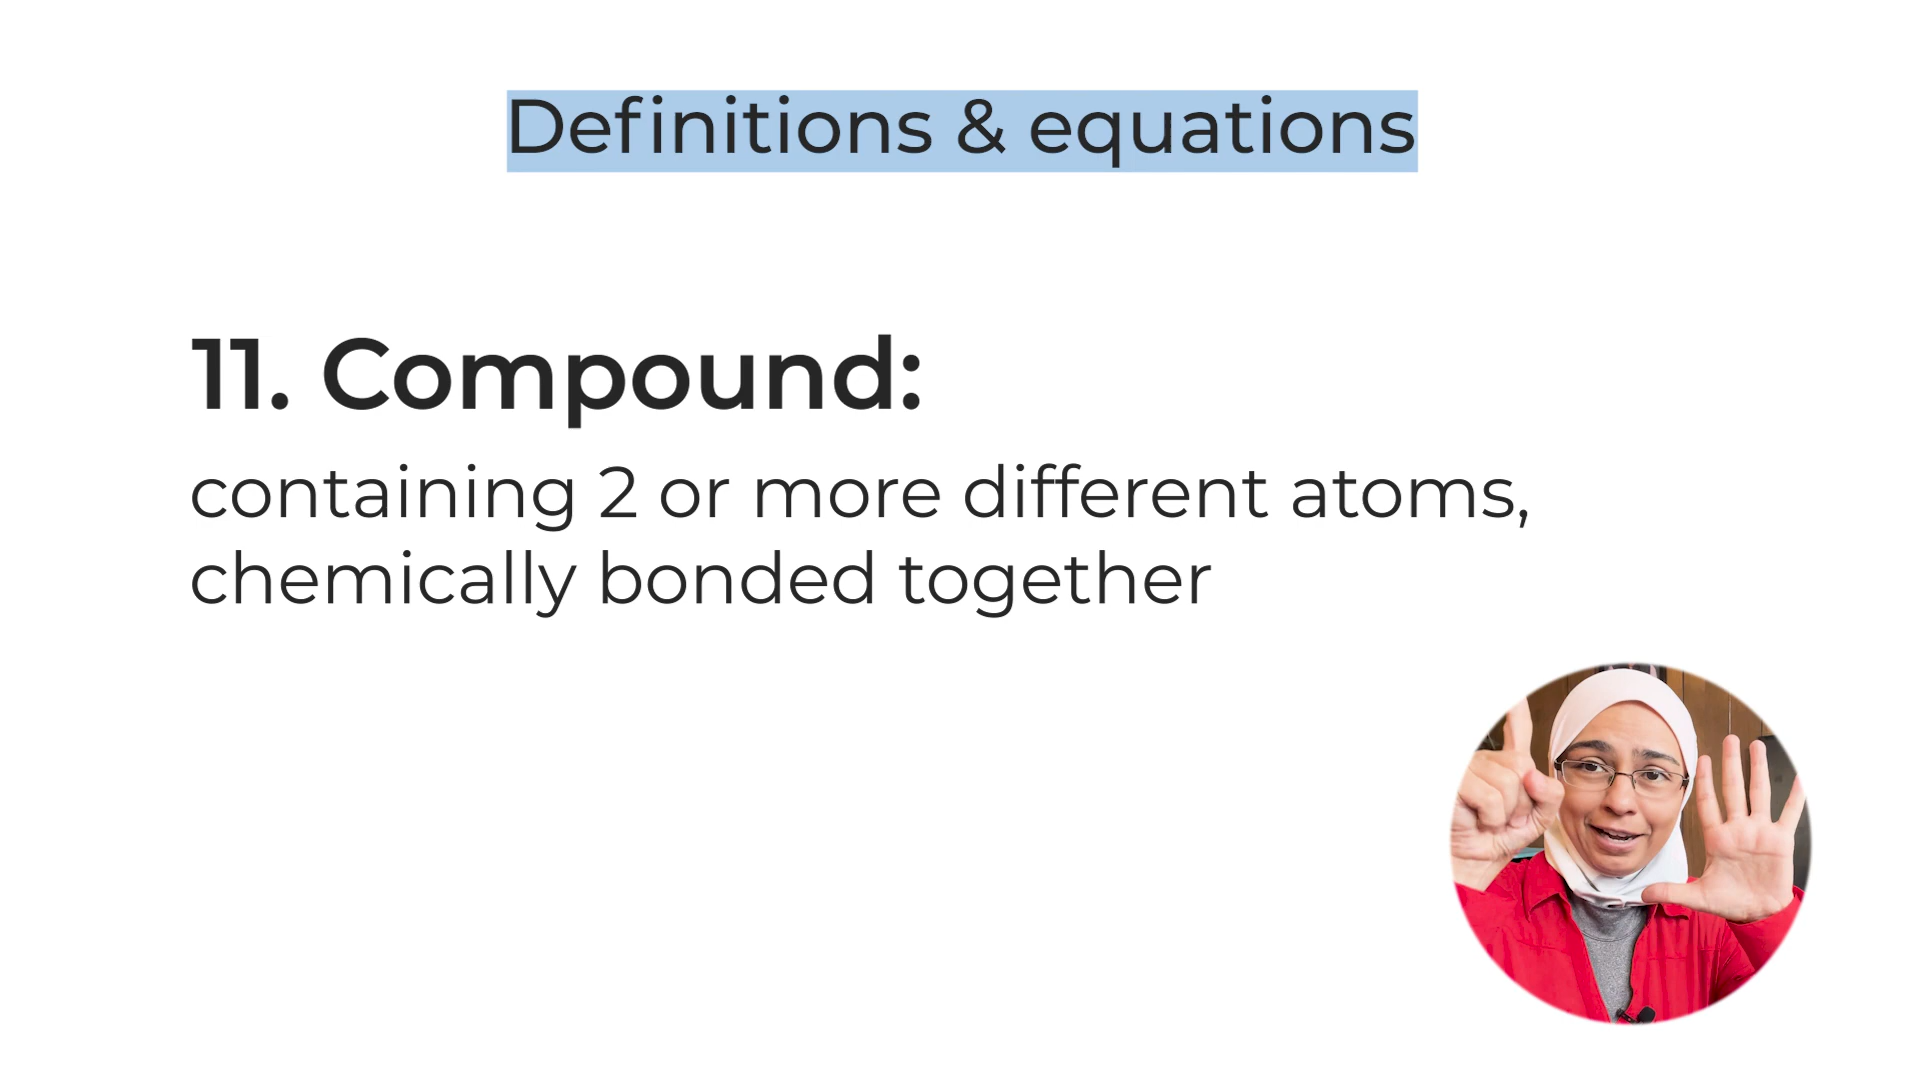 Definitions & equations
11. Compound:
containing 2 or more different atoms,
chemically bonded together